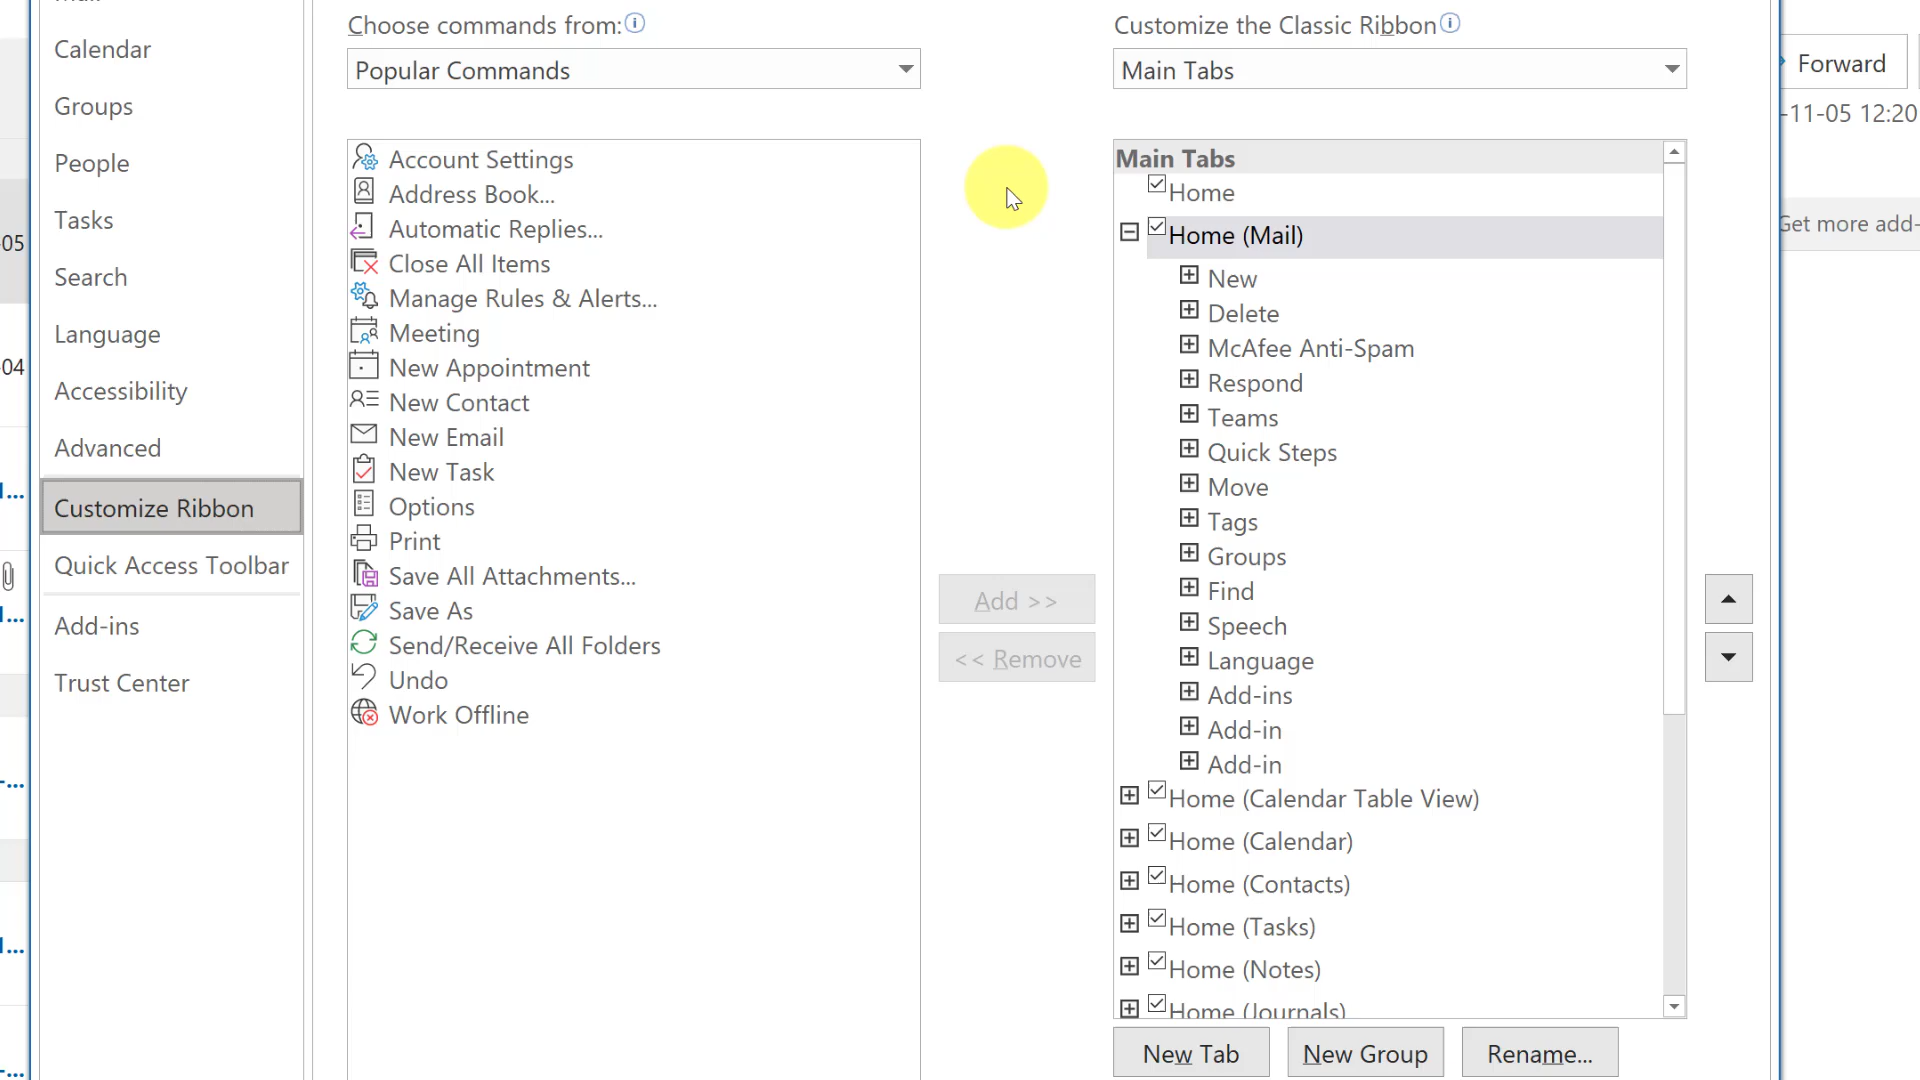 Calendar
Groups
People
Tasks
Search
Language
Accessibility
Advanced
Customize Ribbon
Quick Access Toolbar
Add-ins
Trust Center
Choose commands from:
Popular Commands
Account Settings
Address Book...
Automatic Replies...
Close All Items
Manage Rules & Alerts...
Meeting
New Appointment
New Contact
New Email
New Task
Options
Print
Save All Attachments...
Save As
Send/Receive All Folders
Undo
Work Offline
Add >>
<< Remove
Customize the Classic Ribbon
Main Tabs
Main Tabs
Home
Home (Mail)
New
Delete
McAfee Anti-Spam
Respond
Teams
Quick Steps
Move
Tags
Groups
Find
Speech
Language
Add-ins
Add-in
Add-in
Home (Calendar Table View)
Home (Calendar)
Home (Contacts)
Home (Tasks)
Home (Notes)
Home (Journals)
New Tab
New Group
Rename...
Forward
-11-05 12:20
Get more add-
-05
-04